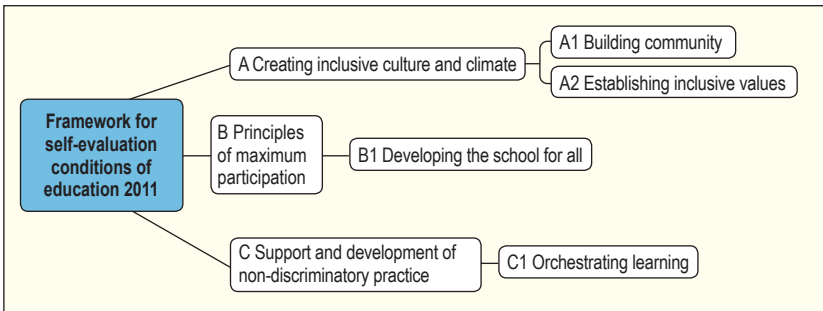 Framework for
self-evaluation
conditions of
education 2011
A Creating inclusive culture and climate
A1 Building community
A2 Establishing inclusive values
B Principles
of maximum
participation
B1 Developing the school for all
C Support and development of
non-discriminatory practice
C1 Orchestrating learning